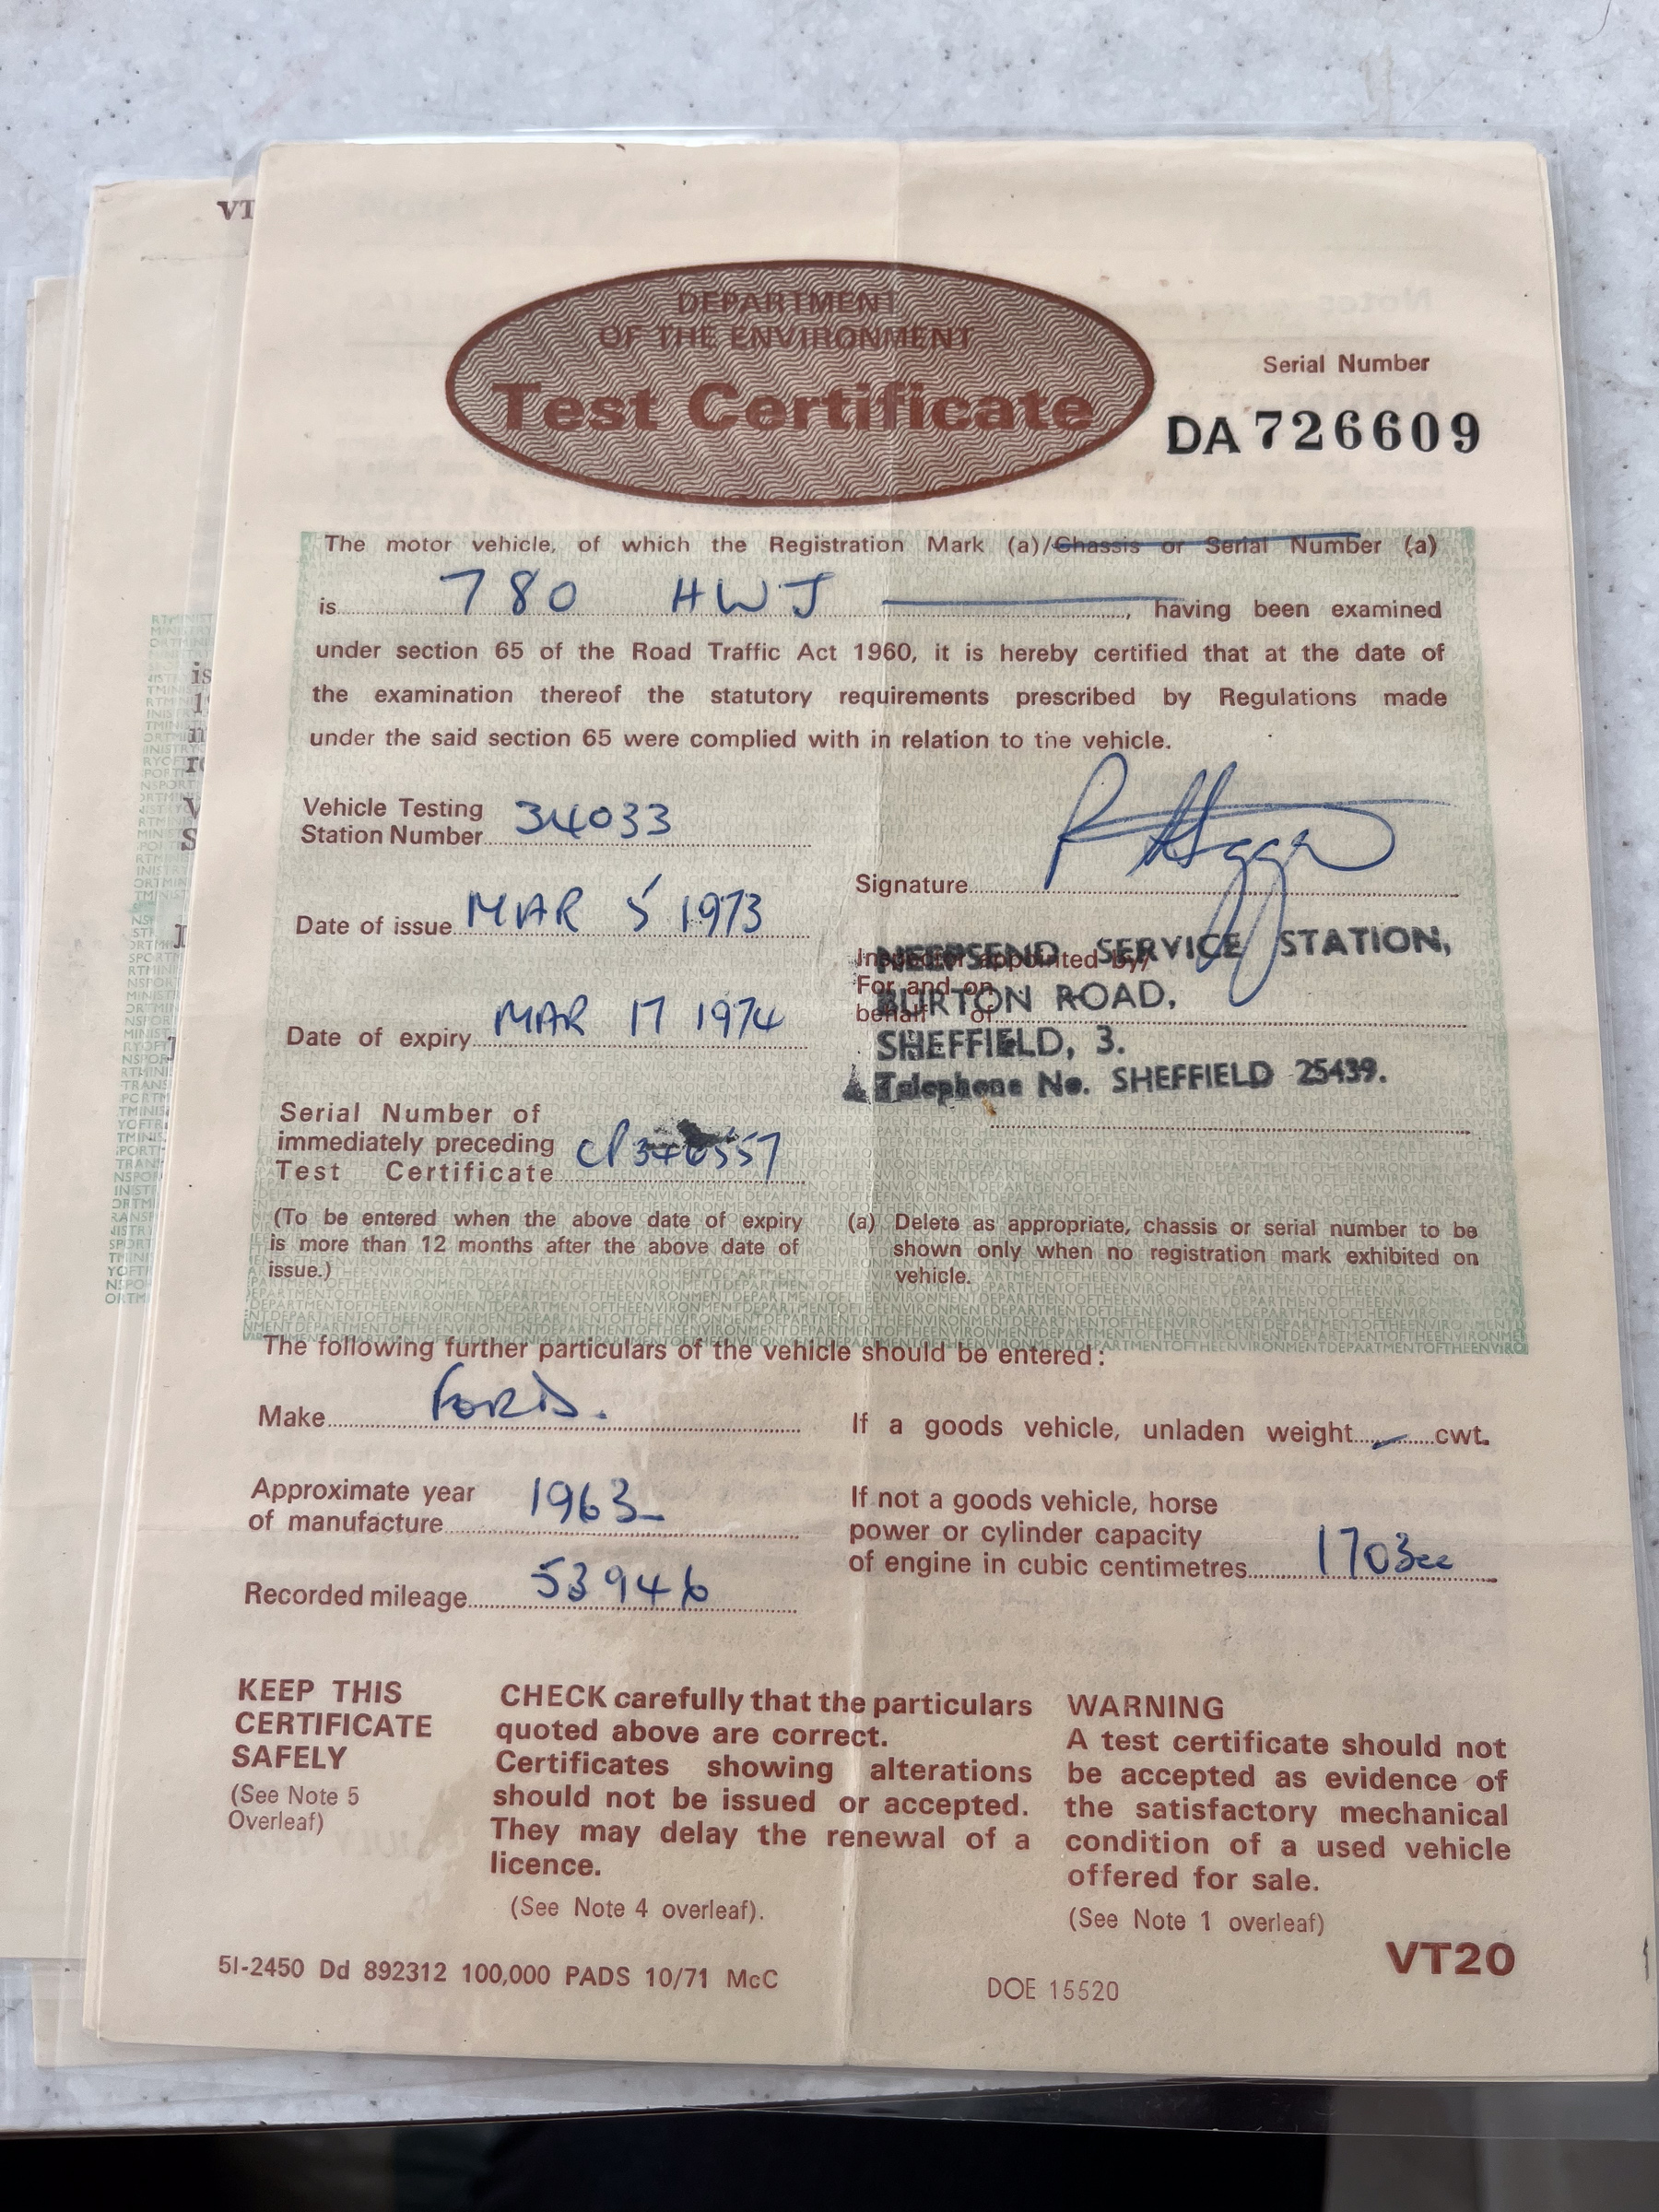 VT
DEPARTMENT
OF THE ENVIRONMENT
Test Certificate
Serial Number
DA 726609
The motor vehicle, of which the Registration Mark (a)/Chassis or Serial Number (a)
is 780 HWJ, having been examined
under section 65 of the Road Traffic Act 1960, it is hereby certified that at the date of
the examination thereof the statutory requirements prescribed by Regulations made
under the said section 65 were complied with in relation to the vehicle.
Vehicle Testing
Station Number 34033
Signature
Date of issue MAR 5 1973
Inspector appointed by/
For and on
behalf of
NEEPSEND SERVICE STATION,
BURTON ROAD,
SHEFFIELD, 3.
Telephone No. SHEFFIELD 25439.
Date of expiry MAR 17 1974
Serial Number of
immediately preceding
Test Certificate
(To be entered when the above date of expiry
is more than 12 months after the above date of
issue.)
(a) Delete as appropriate, chassis or serial number to be
shown only when no registration mark exhibited on
vehicle.
The following further particulars of the vehicle should be entered:
Make FORD.
If a goods vehicle, unladen weight cwt.
Approximate year
of manufacture 1963
If not a goods vehicle, horse
power or cylinder capacity
of engine in cubic centimetres 1703cc
Recorded mileage 53946
KEEP THIS
CERTIFICATE
SAFELY
(See Note 5
Overleaf)
CHECK carefully that the particulars
quoted above are correct.
Certificates showing alterations
should not be issued or accepted.
They may delay the renewal of a
licence.
(See Note 4 overleaf).
WARNING
A test certificate should not
be accepted as evidence of
the satisfactory mechanical
condition of a used vehicle
offered for sale.
(See Note 1 overleaf)
VT20
51-2450 Dd 892312 100,000 PADS 10/71 McC
DOE 15520